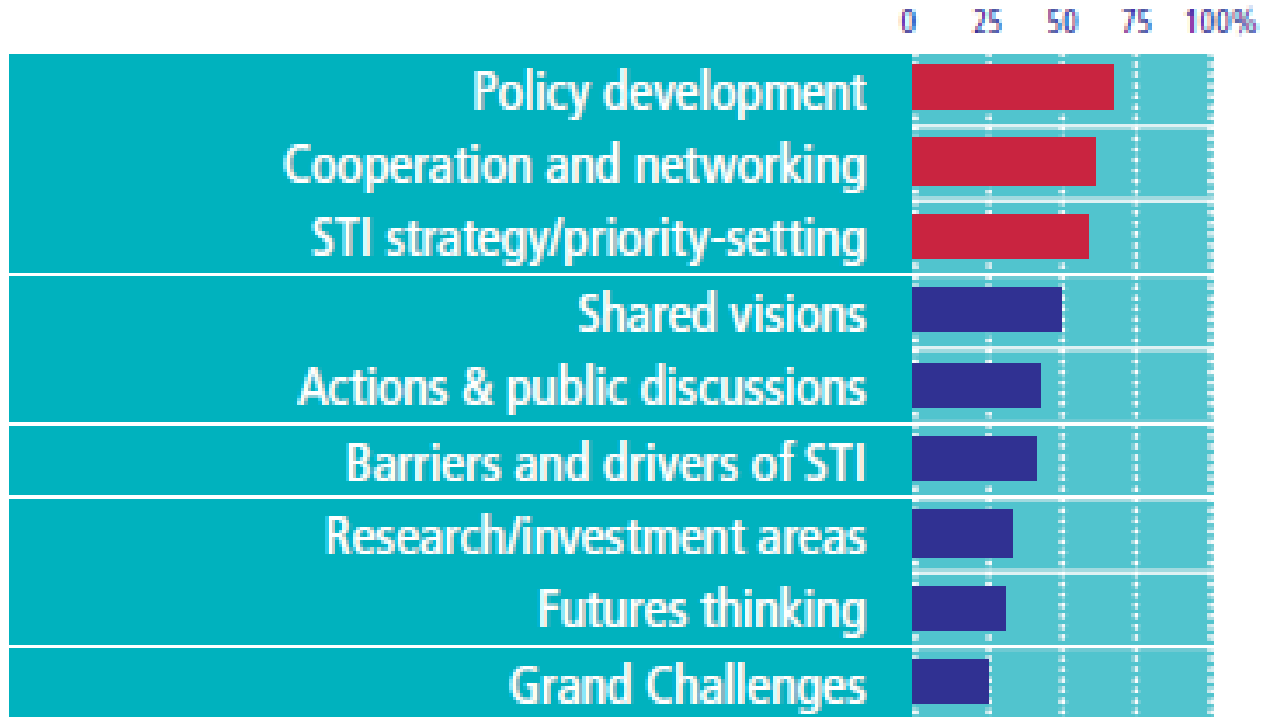 0 25 50 75 100%
Policy development
Cooperation and networking
STI strategy/priority-setting
Shared visions
Actions & public discussions
Barriers and drivers of STI
Research/investment areas
Futures thinking
Grand Challenges